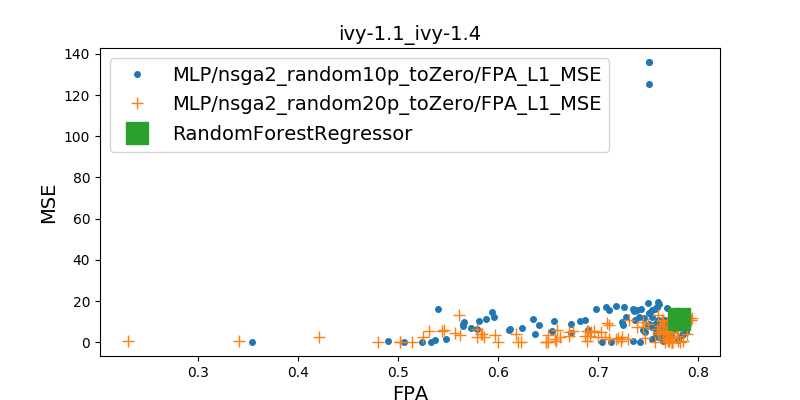 ivy-1.1_ivy-1.4
MLP/nsga2_random10p_toZero/FPA_L1_MSE
MLP/nsga2_random20p_toZero/FPA_L1_MSE
RandomForestRegressor
MSE
140
120
100
80
60
40
20
0
0.3 0.4 0.5 0.6 0.7 0.8
FPA